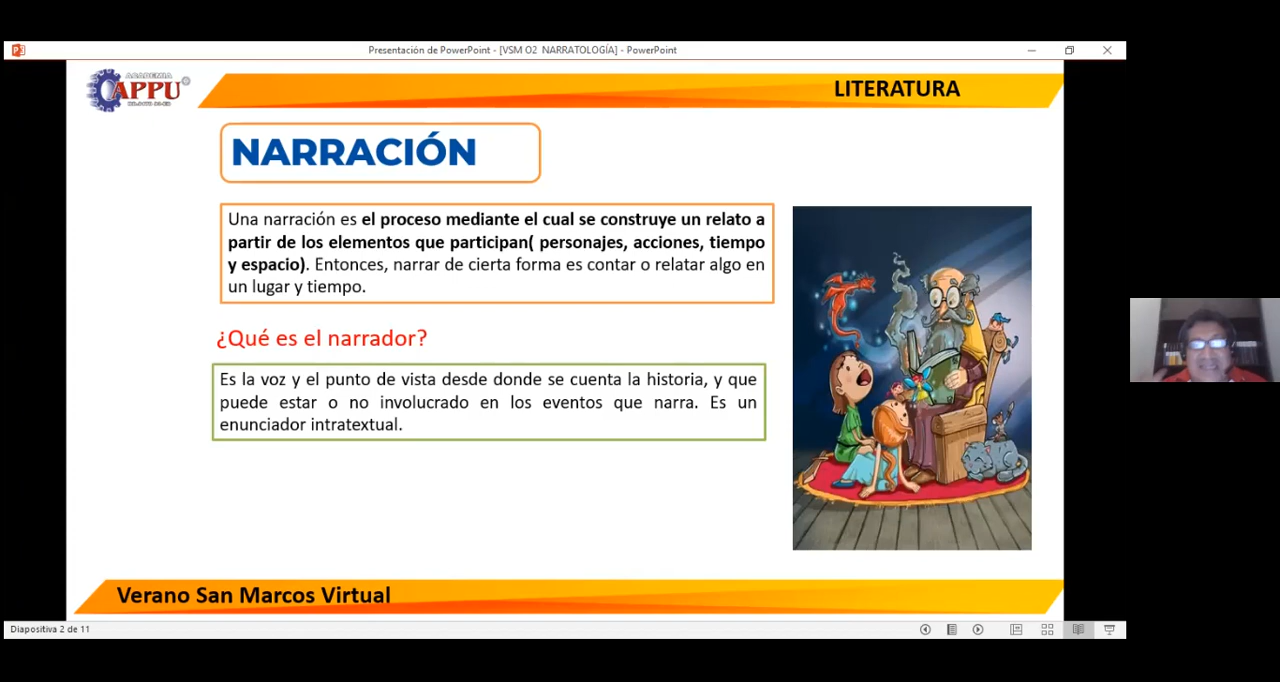 Presentación de PowerPoint - [VSM O2 NARRATOLOGÍA] - PowerPoint
ACADEMIA
APPU
LITERATURA
NARRACIÓN
Una narración es el proceso mediante el cual se construye un relato a
partir de los elementos que participan( personajes, acciones, tiempo
y espacio). Entonces, narrar de cierta forma es contar o relatar algo en
un lugar y tiempo.
¿Qué es el narrador?
Es la voz y el punto de vista desde donde se cuenta la historia, y que
puede estar o no involucrado en los eventos que narra. Es un
enunciador intratextual.
Verano San Marcos Virtual
Diapositiva 2 de 11